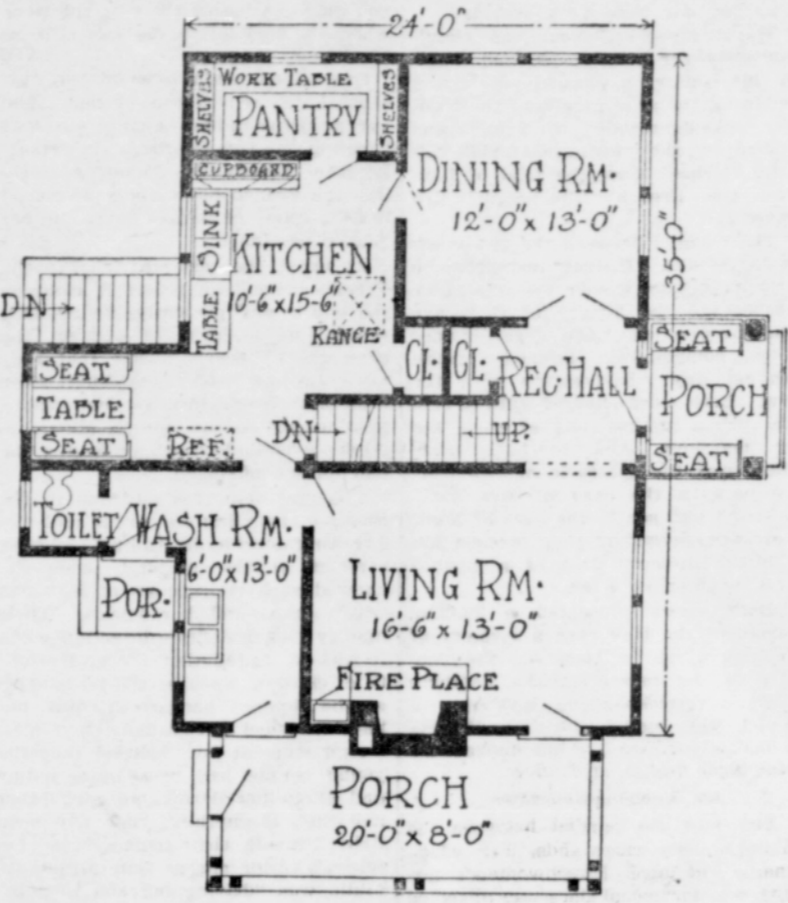 24'-0"
SHELVES
WORK TABLE
SHELVES
PANTRY
CUPBOARD
DINING RM.
12'-0" x 13'-0"
SINK
KITCHEN
10'-6" x 15'-6"
35'-0"
DN
TABLE
RANGE
SEAT
CL.
CL.
REC. HALL
SEAT
PORCH
TABLE
SEAT
REF.
DN
UP.
SEAT
TOILET
WASH RM.
6'-0" x 13'-0"
POR.
LIVING RM.
16'-6" x 13'-0"
FIRE PLACE
PORCH
20'-0" x 8'-0"